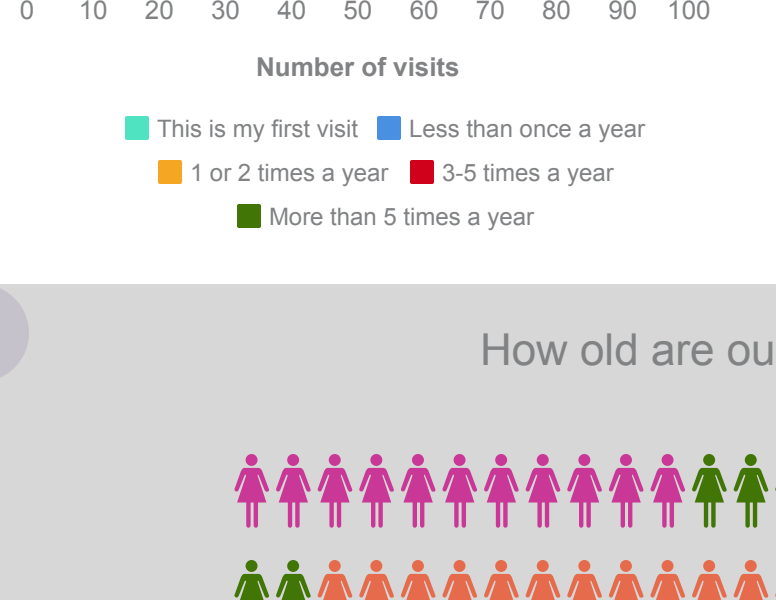 0 10 20 30 40 50 60 70 80 90 100
Number of visits
This is my first visit Less than once a year
1 or 2 times a year 3-5 times a year
More than 5 times a year
How old are ou